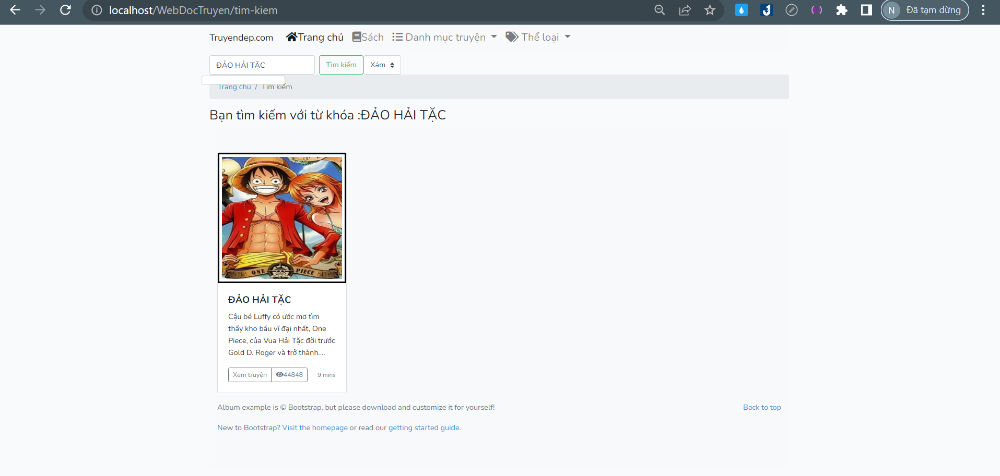 localhost/WebDocTruyen/tim-kiem
N Đã tạm dừng
Truyendep.com Trang chủ Sách Danh mục truyện Thể loại
ĐẢO HẢI TẶC Tìm kiếm Xám
Trang chủ / Tìm kiếm
Bạn tìm kiếm với từ khóa :ĐẢO HẢI TẶC
ONE PIECE
ĐẢO HẢI TẶC
Cậu bé Luffy có ước mơ tìm
thấy kho báu vĩ đại nhất, One
Piece, của Vua Hải Tặc đời trước
Gold D. Roger và trở thành....
Xem truyện 44848 9 mins
Album example is © Bootstrap, but please download and customize it for yourself! Back to top
New to Bootstrap? Visit the homepage or read our getting started guide.